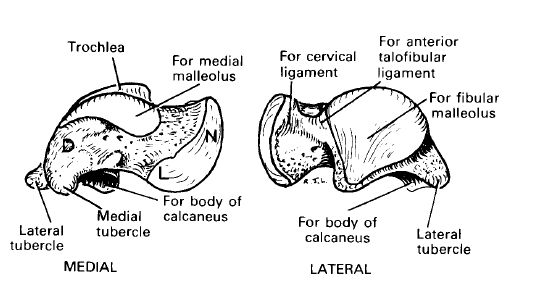 Trochlea
For medial
malleolus
N
L
For body of
calcaneus
Medial
tubercle
Lateral
tubercle
MEDIAL
For cervical
ligament
For anterior
talofibular
ligament
For fibular
malleolus
R.T.L.
For body of
calcaneus
Lateral
tubercle
LATERAL